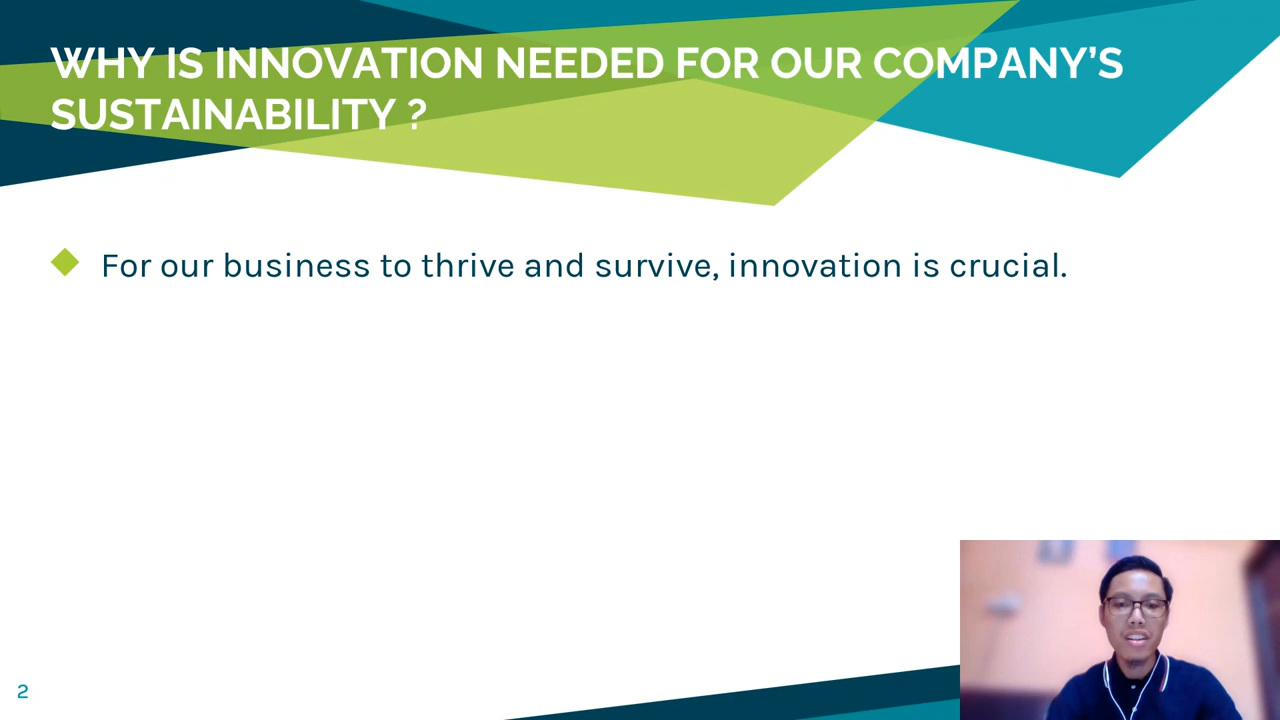 WHY IS INNOVATION NEEDED FOR OUR COMPANY’S
SUSTAINABILITY ?
For our business to thrive and survive, innovation is crucial.
2